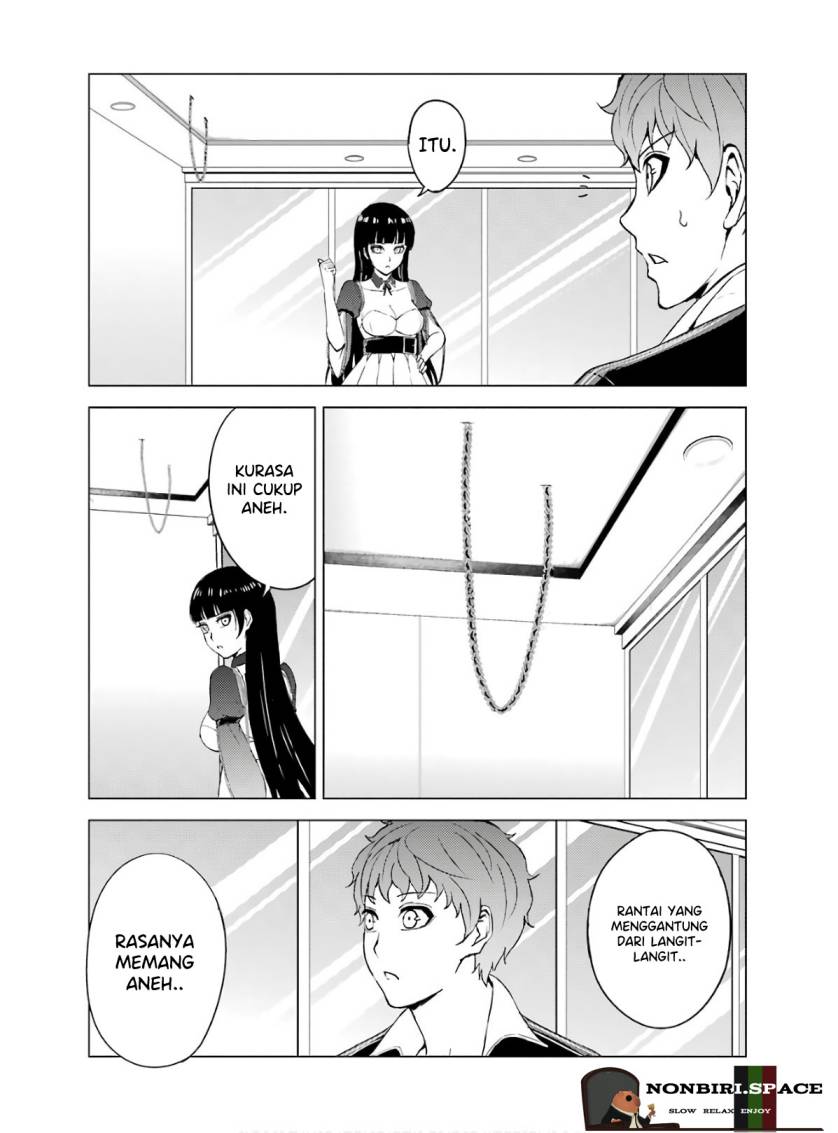 ITU.
KURASA
INI CUKUP
ANEH.
RANTAI YANG
MENGGANTUNG
DARI LANGIT-
LANGIT..
RASANYA
MEMANG
ANEH..
NONBIRI.SPACE
SLOW RELAX ENJOY